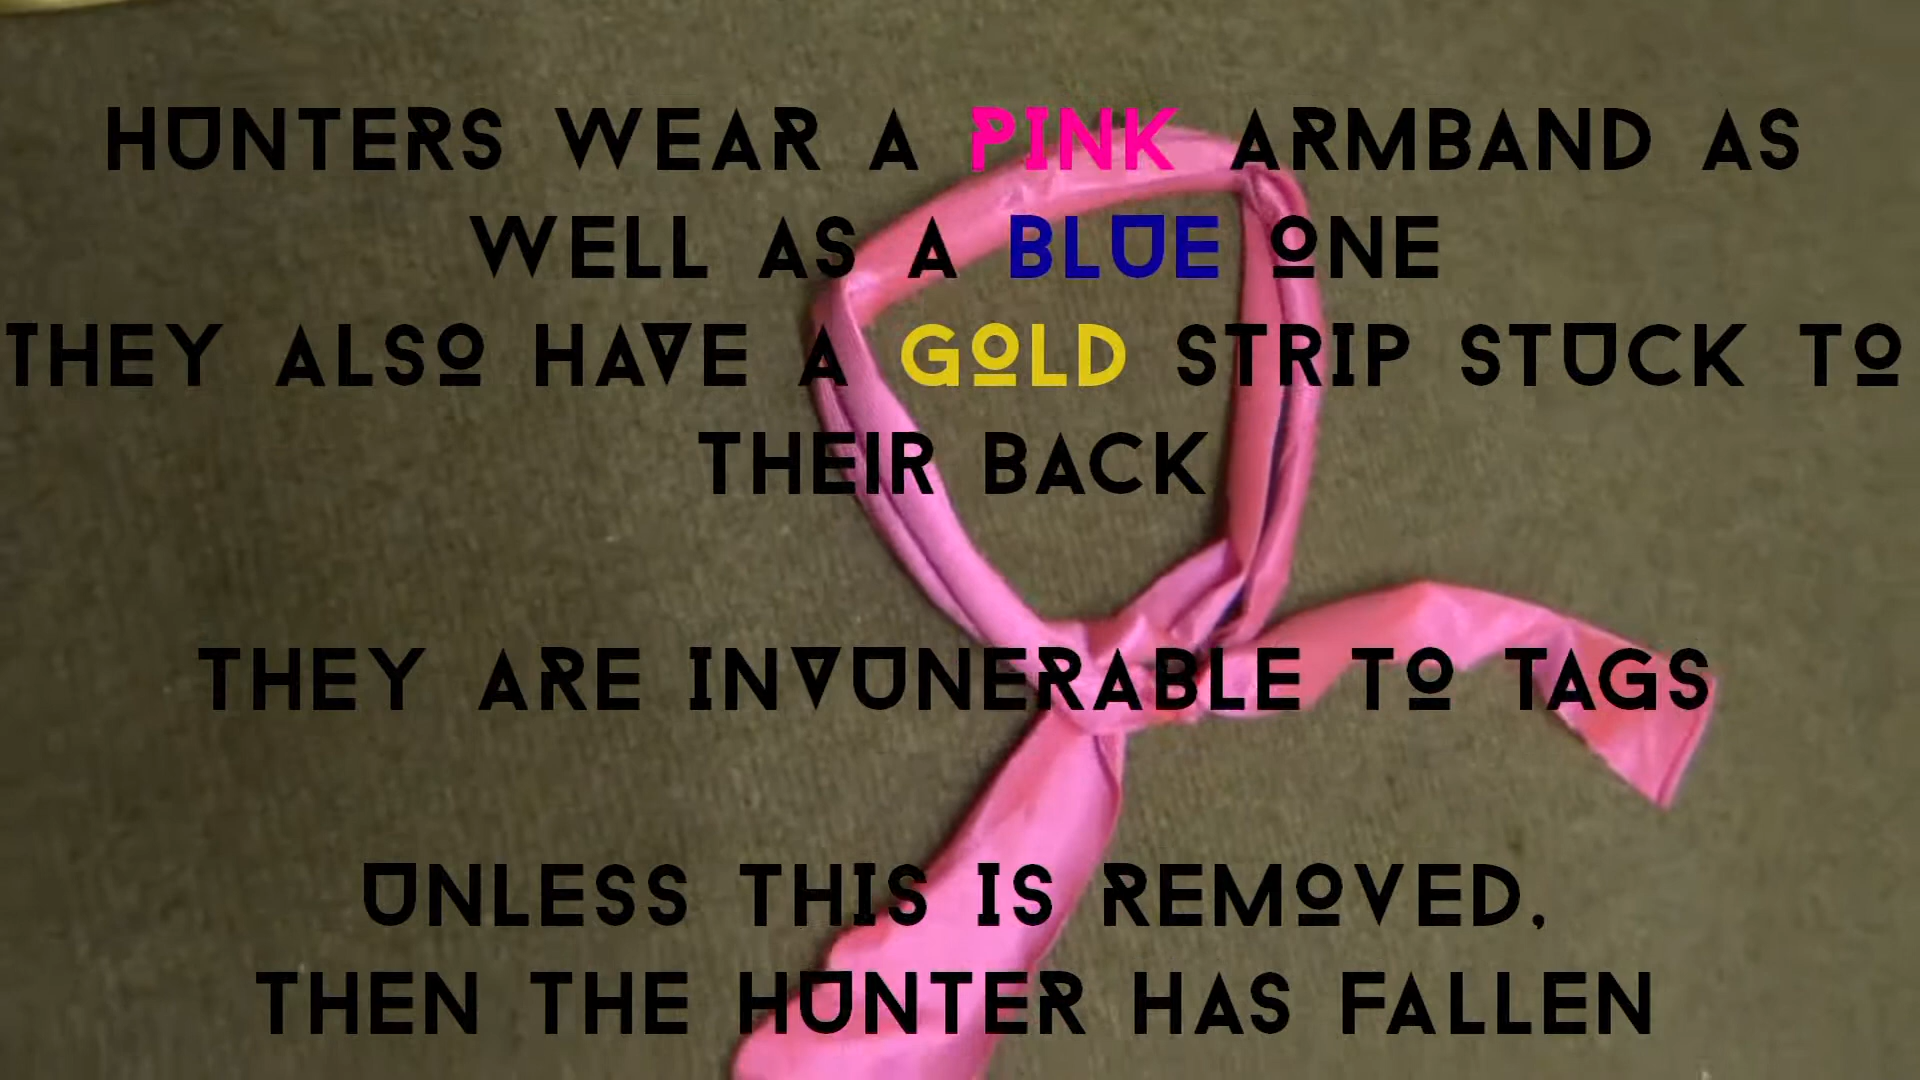 HUNTERS WEAR A PINK ARMBAND AS
WELL AS A BLUE ONE
THEY ALSO HAVE A GOLD STRIP STUCK TO
THEIR BACK
THEY ARE INVUNERABLE TO TAGS
UNLESS THIS IS REMOVED,
THEN THE HUNTER HAS FALLEN